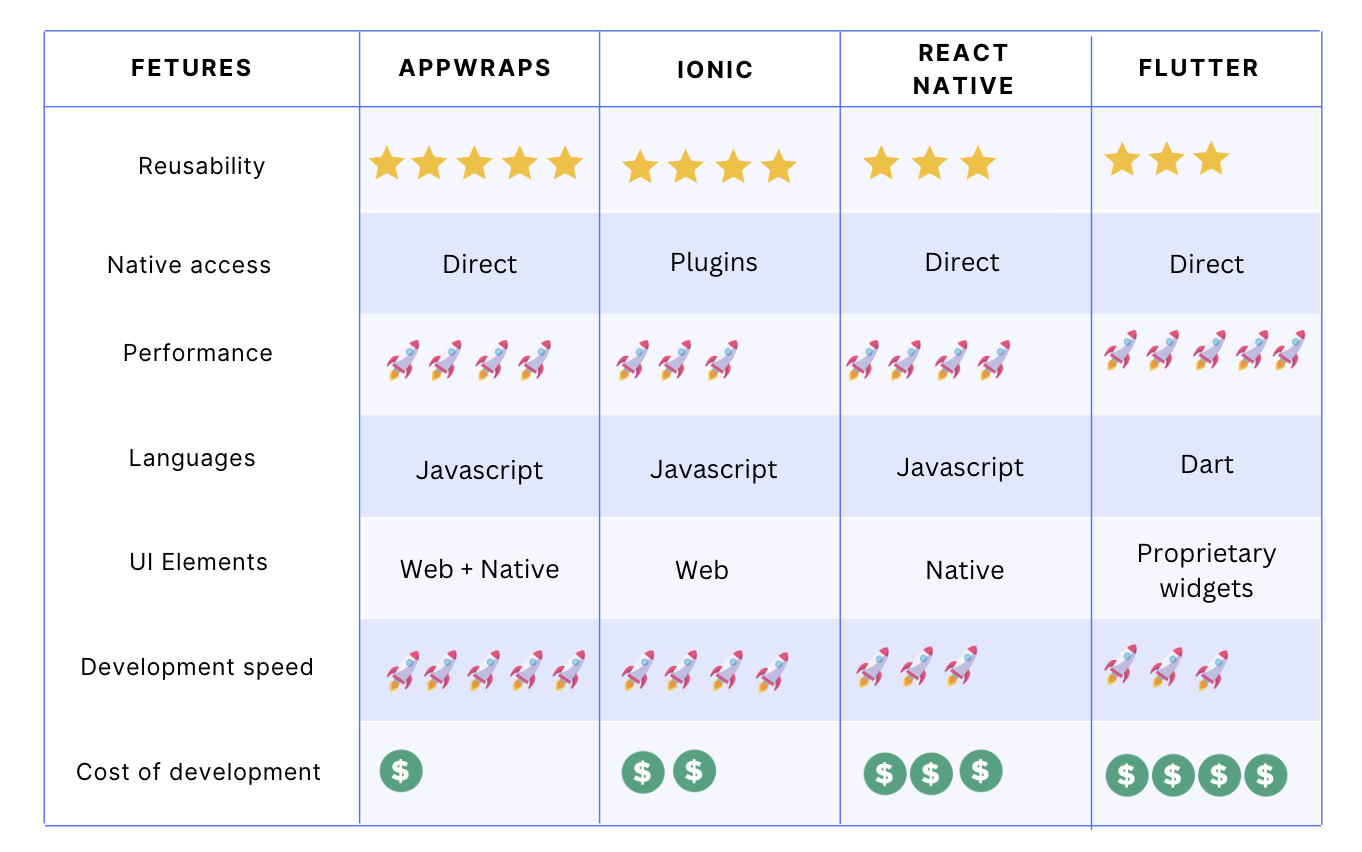 FETURES APPWRAPS IONIC REACT NATIVE FLUTTER
Reusability
Native access Direct Plugins Direct Direct
Performance
Languages Javascript Javascript Javascript Dart
UI Elements Web + Native Web Native Proprietary widgets
Development speed
Cost of development $ $ $ $ $ $ $ $ $ $